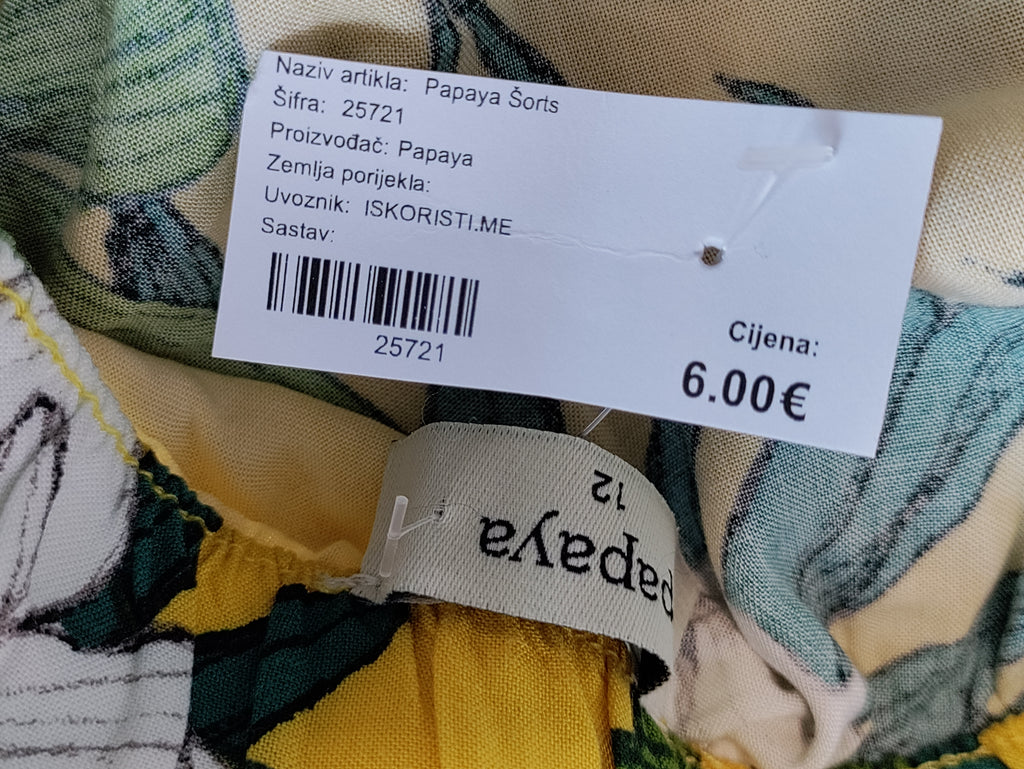 Naziv artikla: Papaya Šorts
Šifra: 25721
Proizvođač: Papaya
Zemlja porijekla:
Uvoznik: ISKORISTI.ME
Sastav:
25721
Cijena:
6.00€
papaya
12